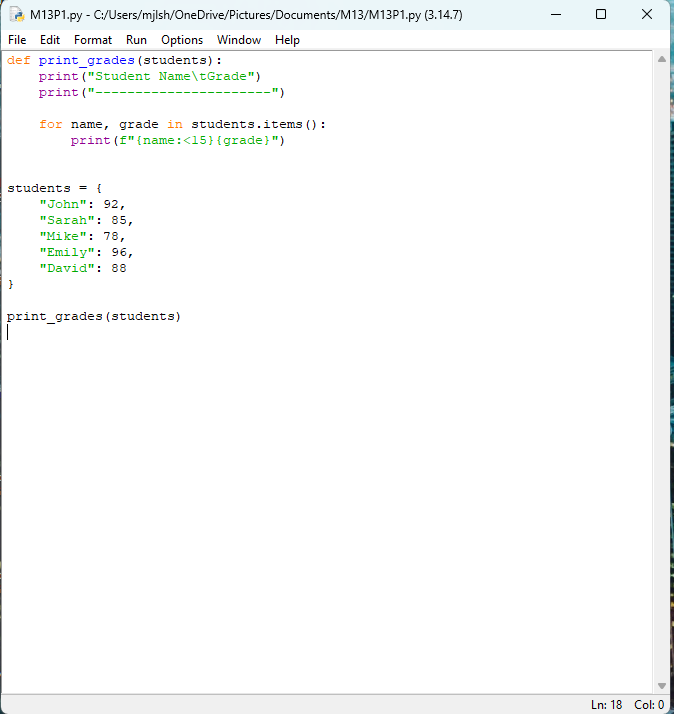 M13P1.py - C:/Users/mjlsh/OneDrive/Pictures/Documents/M13/M13P1.py (3.14.7)
File Edit Format Run Options Window Help
def print_grades(students):
    print("Student Name\tGrade")
    print("----------------------")

    for name, grade in students.items():
        print(f"{name:<15}{grade}")


students = {
    "John": 92,
    "Sarah": 85,
    "Mike": 78,
    "Emily": 96,
    "David": 88
}

print_grades(students)
Ln: 18 Col: 0